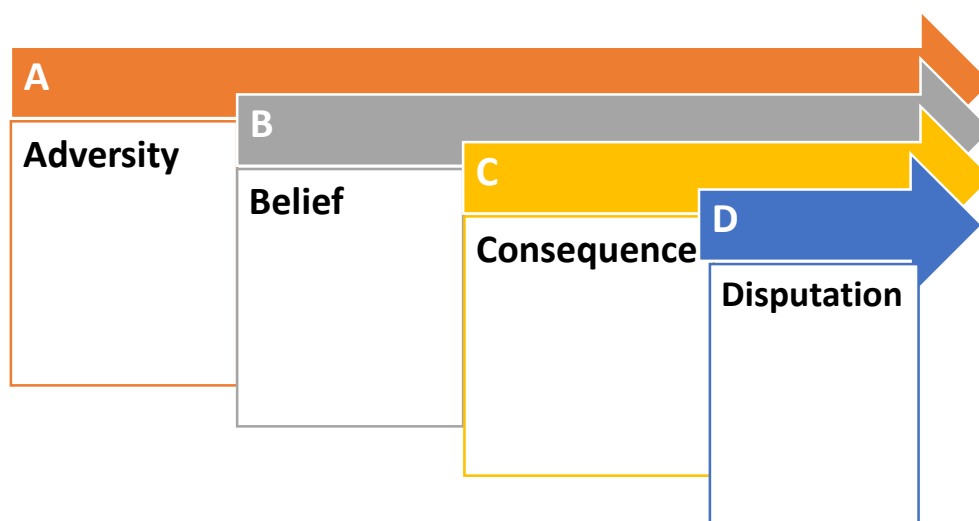 A
Adversity
B
Belief
C
Consequence
D
Disputation